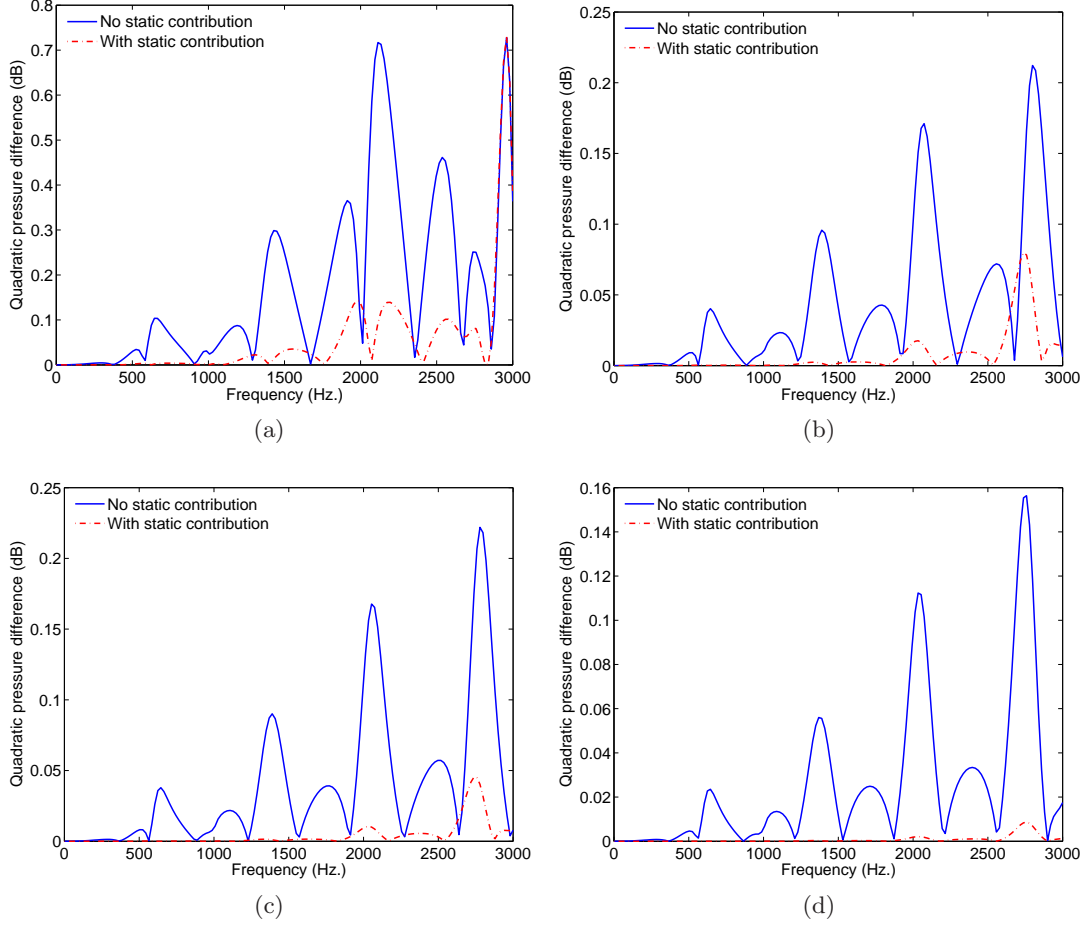 No static contribution
With static contribution
Quadratic pressure difference (dB)
0.8
0.7
0.6
0.5
0.4
0.3
0.2
0.1
0
0 500 1000 1500 2000 2500 3000
Frequency (Hz.)
(a)
No static contribution
With static contribution
Quadratic pressure difference (dB)
0.25
0.2
0.15
0.1
0.05
0
0 500 1000 1500 2000 2500 3000
Frequency (Hz.)
(b)
No static contribution
With static contribution
Quadratic pressure difference (dB)
0.25
0.2
0.15
0.1
0.05
0
0 500 1000 1500 2000 2500 3000
Frequency (Hz.)
(c)
No static contribution
With static contribution
Quadratic pressure difference (dB)
0.16
0.14
0.12
0.1
0.08
0.06
0.04
0.02
0
0 500 1000 1500 2000 2500 3000
Frequency (Hz.)
(d)